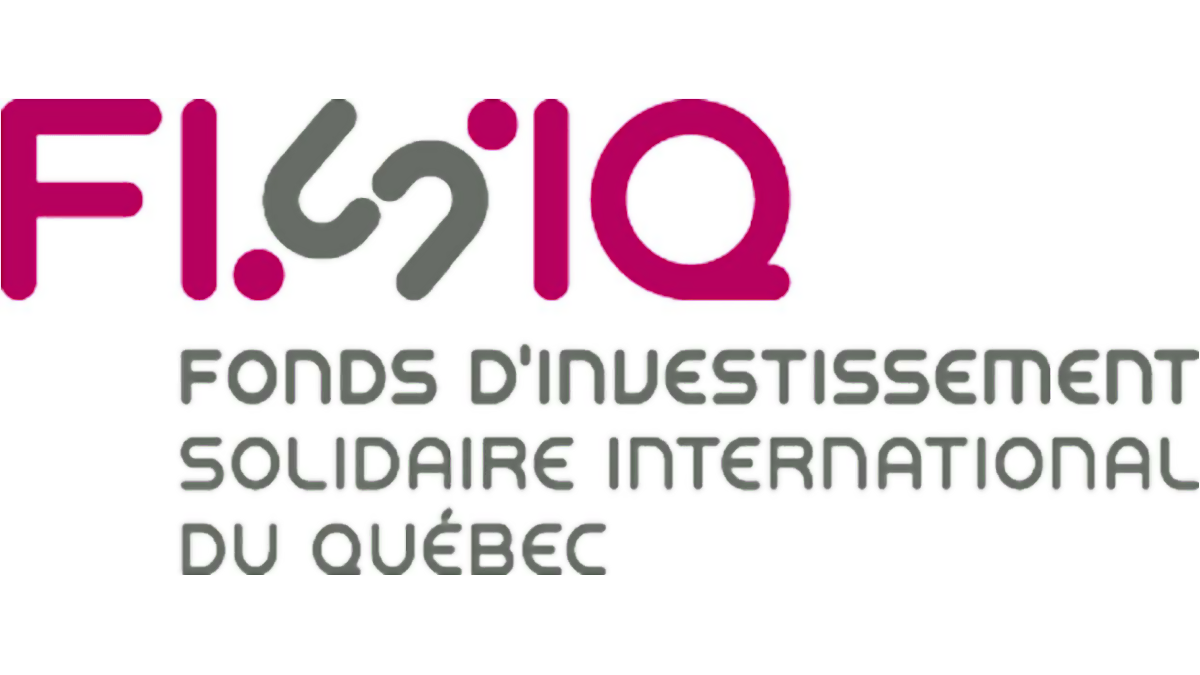 FISIQ
FONDS D'INVESTISSEMENT
SOLIDAIRE INTERNATIONAL
DU QUÉBEC